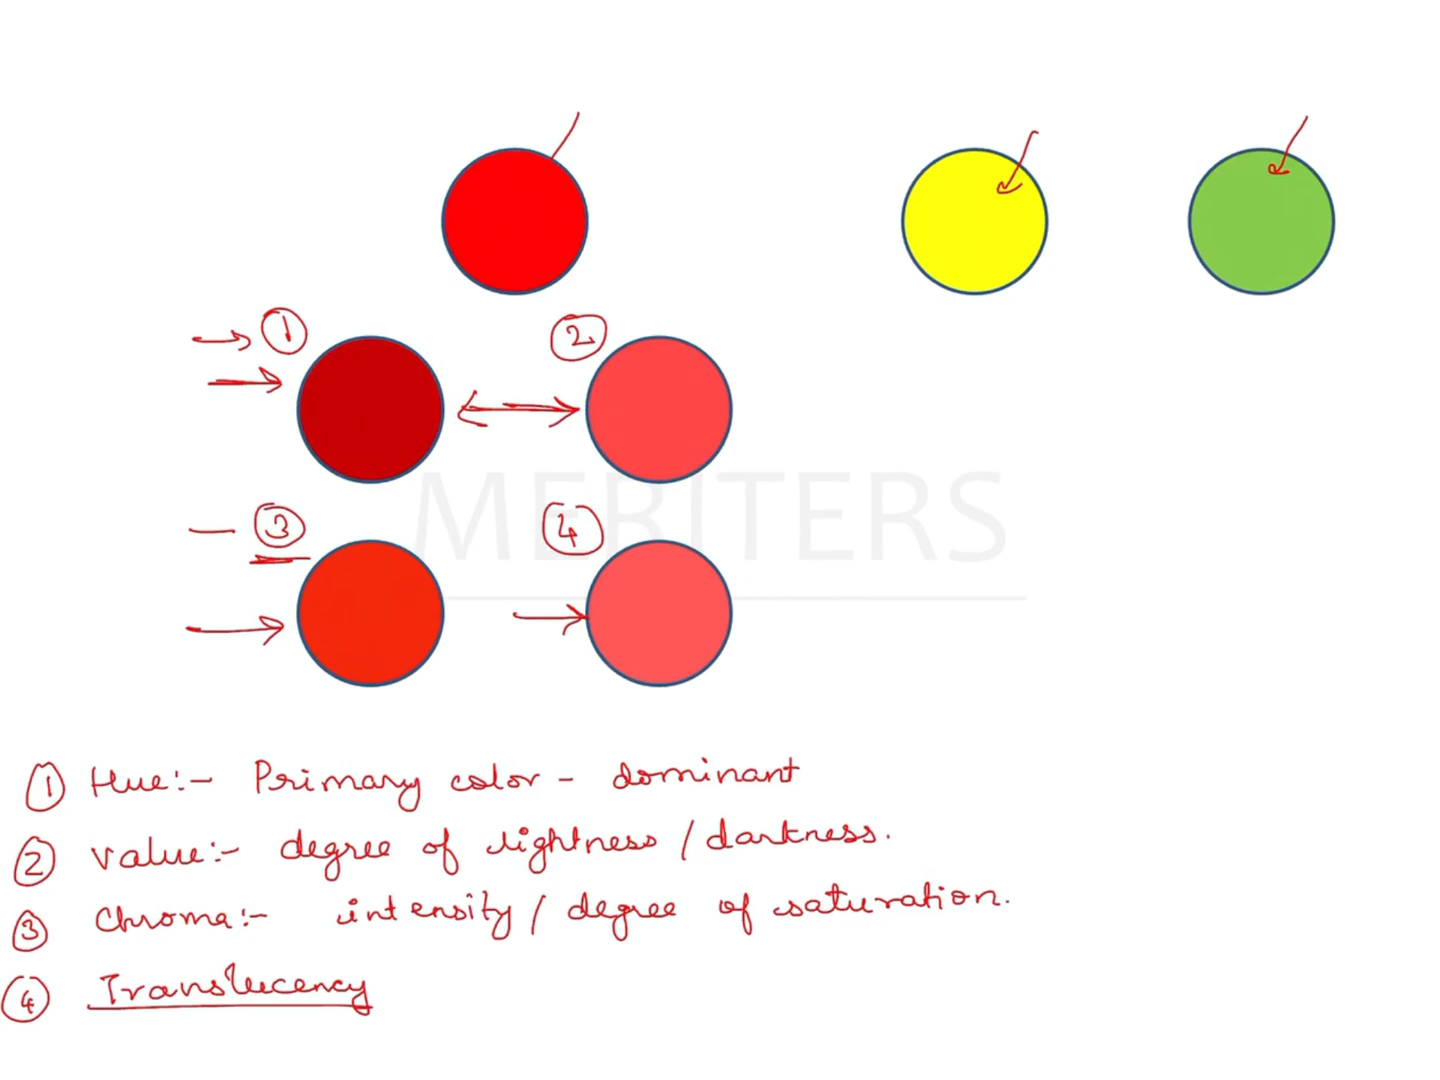 ①
②
MERITERS
③
④
① Hue:- Primary color - dominant
② Value:- degree of lightness / darkness.
③ Chroma:- intensity / degree of saturation.
④ Translucency